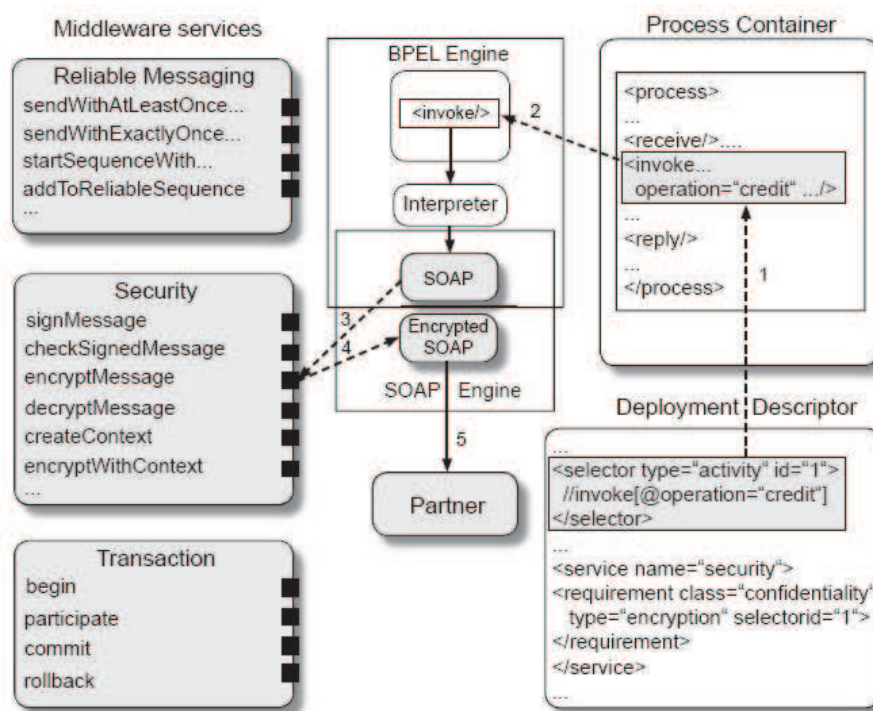 Middleware services
Reliable Messaging
sendWithAtLeastOnce...
sendWithExactlyOnce...
startSequenceWith...
addToReliableSequence
...
Security
signMessage
checkSignedMessage
encryptMessage
decryptMessage
createContext
encryptWithContext
...
Transaction
begin
participate
commit
rollback
BPEL Engine
<invoke/>
Interpreter
SOAP
Encrypted
SOAP
SOAP Engine
Partner
2
3
4
5
1
Process Container
<process>
...
<receive/>....
<invoke...
operation=“credit“ .../>
...
<reply/>
...
</process>
Deployment Descriptor
...
<selector type=“activity“ id=“1“>
//invoke[@operation=“credit“]
</selector>
...
<service name=“security“>
<requirement class=“confidentiality“
type=“encryption“ selectorid=“1“>
</requirement>
</service>
...